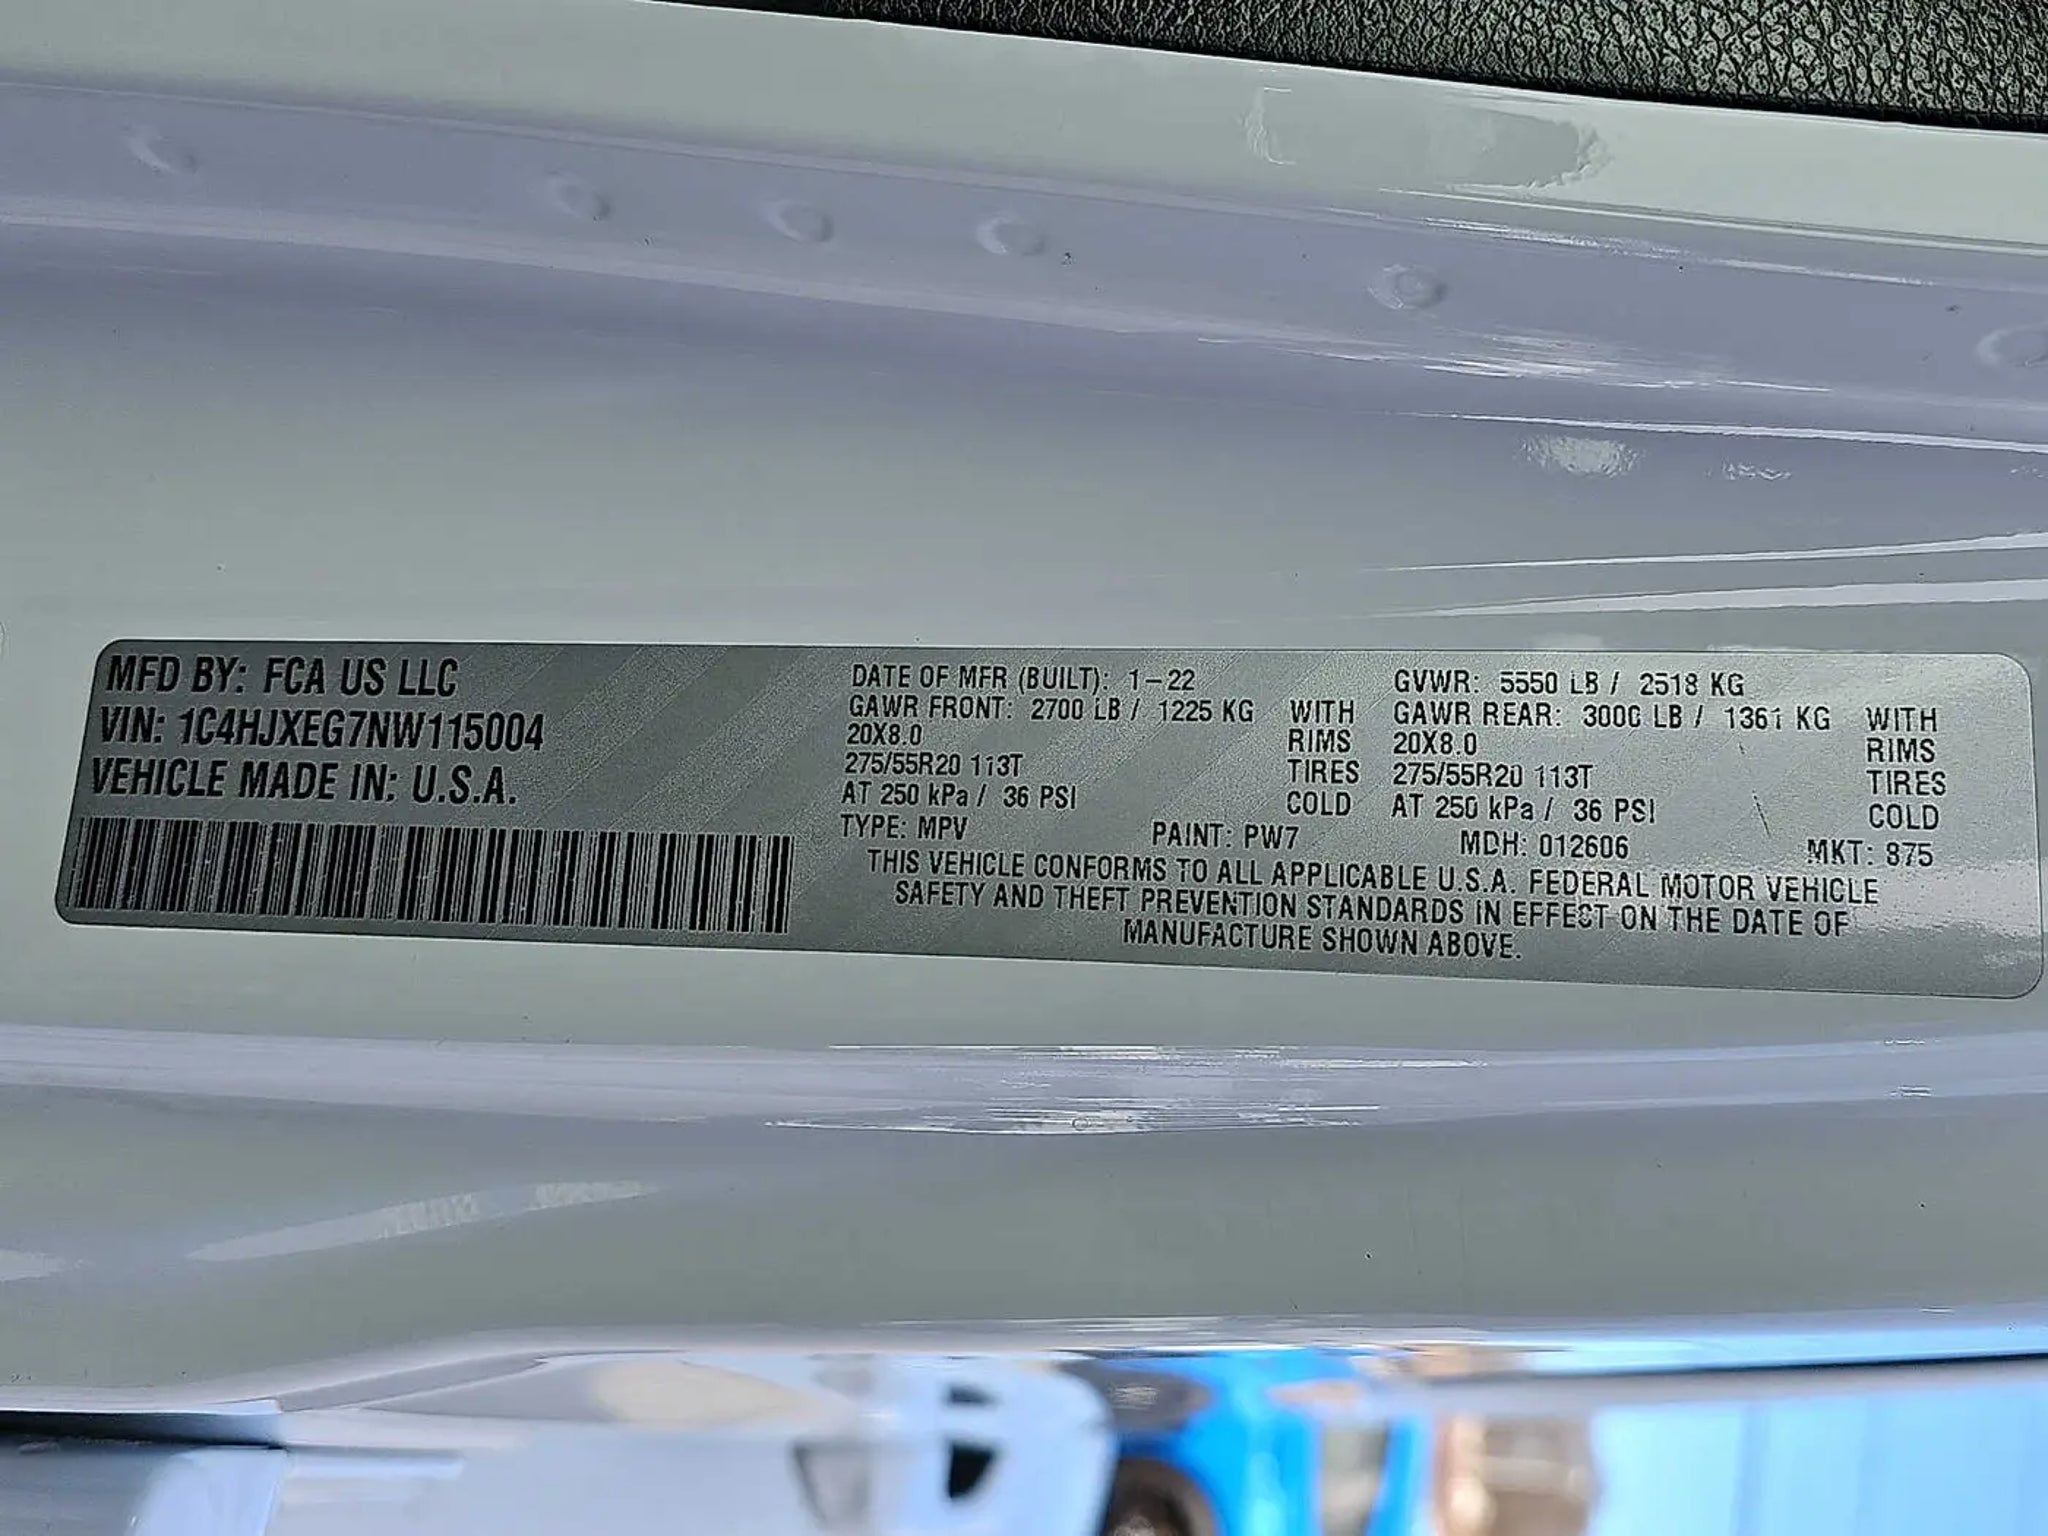 MFD BY: FCA US LLC
VIN: 1C4HJXEG7NW115004
VEHICLE MADE IN: U.S.A.
DATE OF MFR (BUILT): 1-22 GVWR: 5550 LB / 2518 KG
GAWR FRONT: 2700 LB / 1225 KG WITH GAWR REAR: 3000 LB / 1361 KG WITH
20X8.0 RIMS 20X8.0 RIMS
275/55R20 113T TIRES 275/55R20 113T TIRES
AT 250 kPa / 36 PSI COLD AT 250 kPa / 36 PSI COLD
TYPE: MPV PAINT: PW7 MDH: 012606 MKT: 875
THIS VEHICLE CONFORMS TO ALL APPLICABLE U.S.A. FEDERAL MOTOR VEHICLE
SAFETY AND THEFT PREVENTION STANDARDS IN EFFECT ON THE DATE OF
MANUFACTURE SHOWN ABOVE.